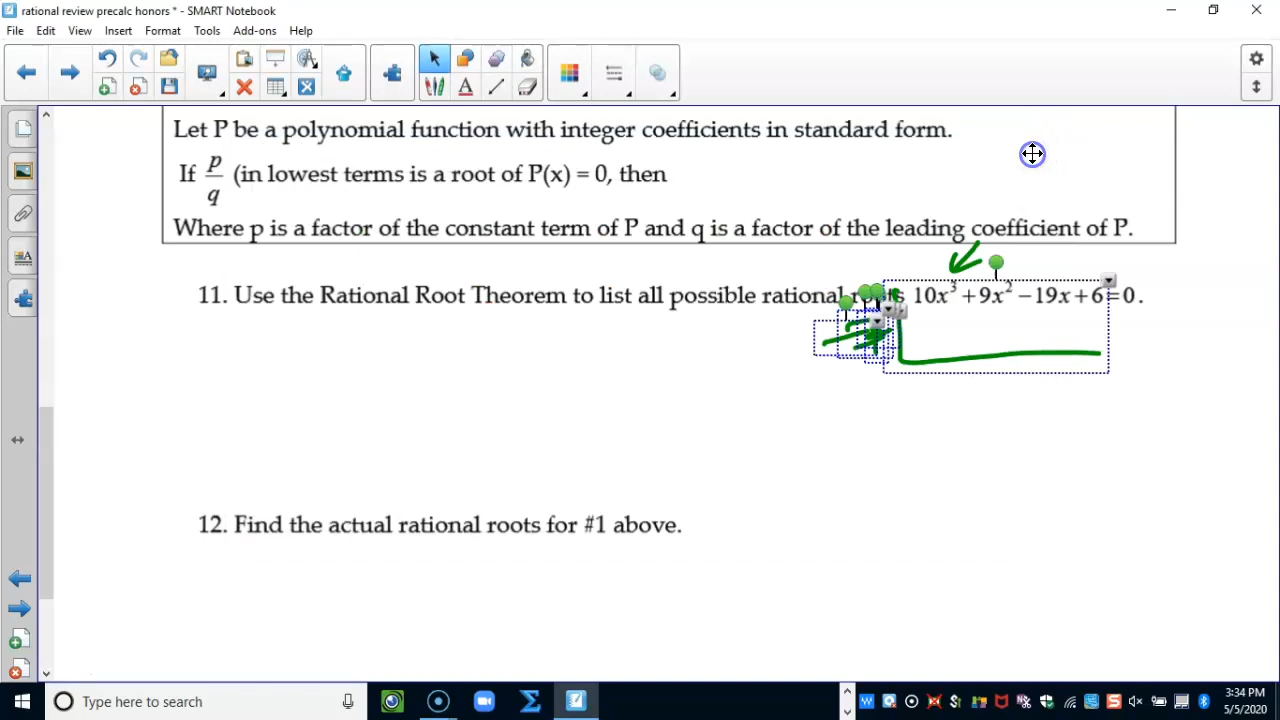 rational review precalc honors * - SMART Notebook
File Edit View Insert Format Tools Add-ons Help
Let P be a polynomial function with integer coefficients in standard form.
If p/q (in lowest terms is a root of P(x) = 0, then
Where p is a factor of the constant term of P and q is a factor of the leading coefficient of P.
11. Use the Rational Root Theorem to list all possible rational roots 10x³ + 9x² − 19x + 6 = 0.
12. Find the actual rational roots for #1 above.
Type here to search
3:34 PM
5/5/2020